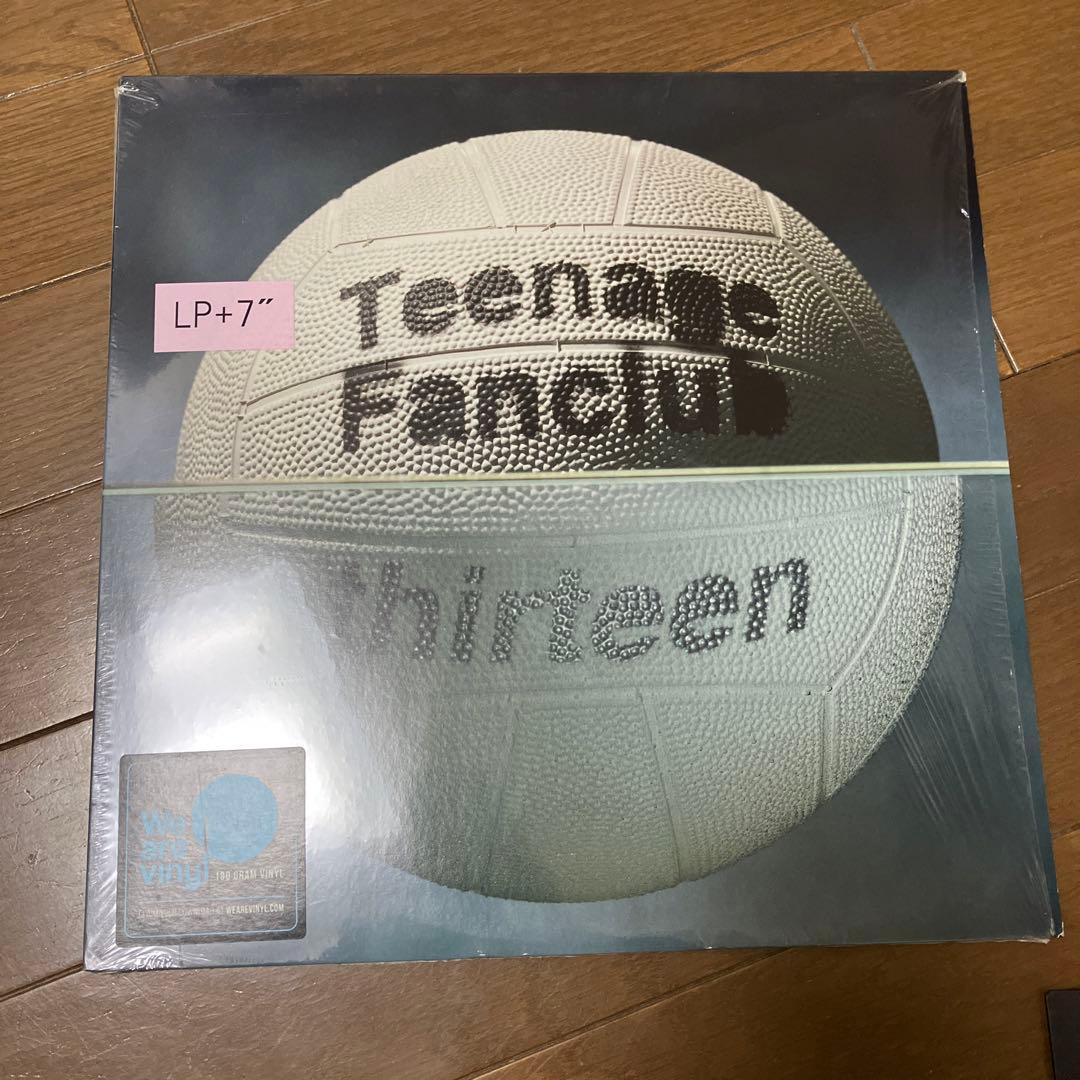 LP+7"
Teenage
Fanclub
Thirteen
We
are
vinyl
180 GRAM VINYL
WEAREVINYL.COM